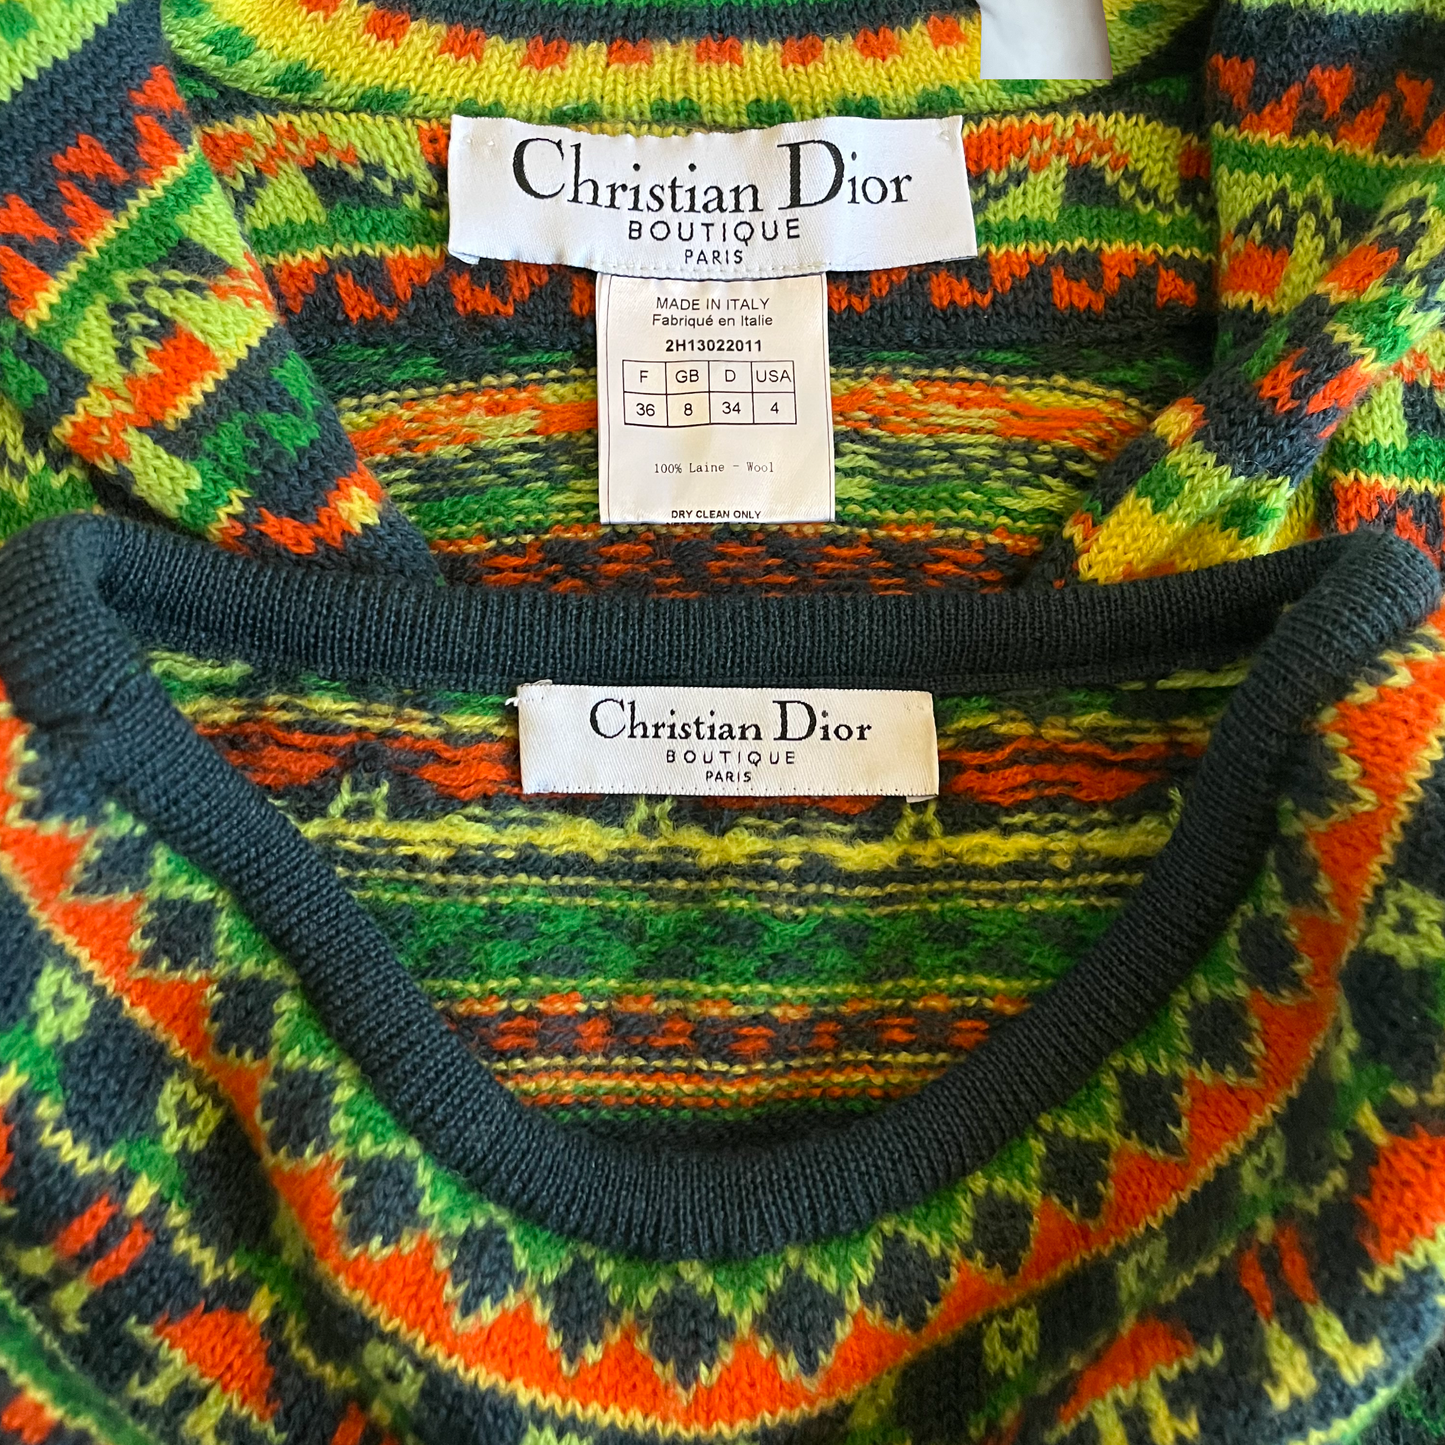 Christian Dior
BOUTIQUE
PARIS
MADE IN ITALY
Fabriqué en Italie
2H13022011
F GB D USA
36 8 34 4
100% Laine - Wool
DRY CLEAN ONLY
Christian Dior
BOUTIQUE
PARIS